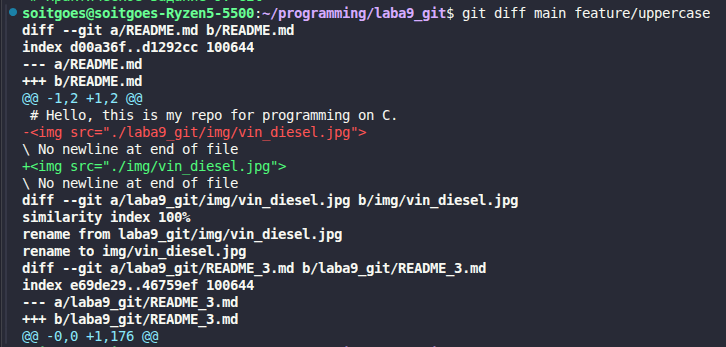 soitgoes@soitgoes-Ryzen5-5500:~/programming/laba9_git$ git diff main feature/uppercase
diff --git a/README.md b/README.md
index d00a36f..d1292cc 100644
--- a/README.md
+++ b/README.md
@@ -1,2 +1,2 @@
 # Hello, this is my repo for programming on C.
-<img src="./laba9_git/img/vin_diesel.jpg">
\ No newline at end of file
+<img src="./img/vin_diesel.jpg">
\ No newline at end of file
diff --git a/laba9_git/img/vin_diesel.jpg b/img/vin_diesel.jpg
similarity index 100%
rename from laba9_git/img/vin_diesel.jpg
rename to img/vin_diesel.jpg
diff --git a/laba9_git/README_3.md b/laba9_git/README_3.md
index e69de29..46759ef 100644
--- a/laba9_git/README_3.md
+++ b/laba9_git/README_3.md
@@ -0,0 +1,176 @@